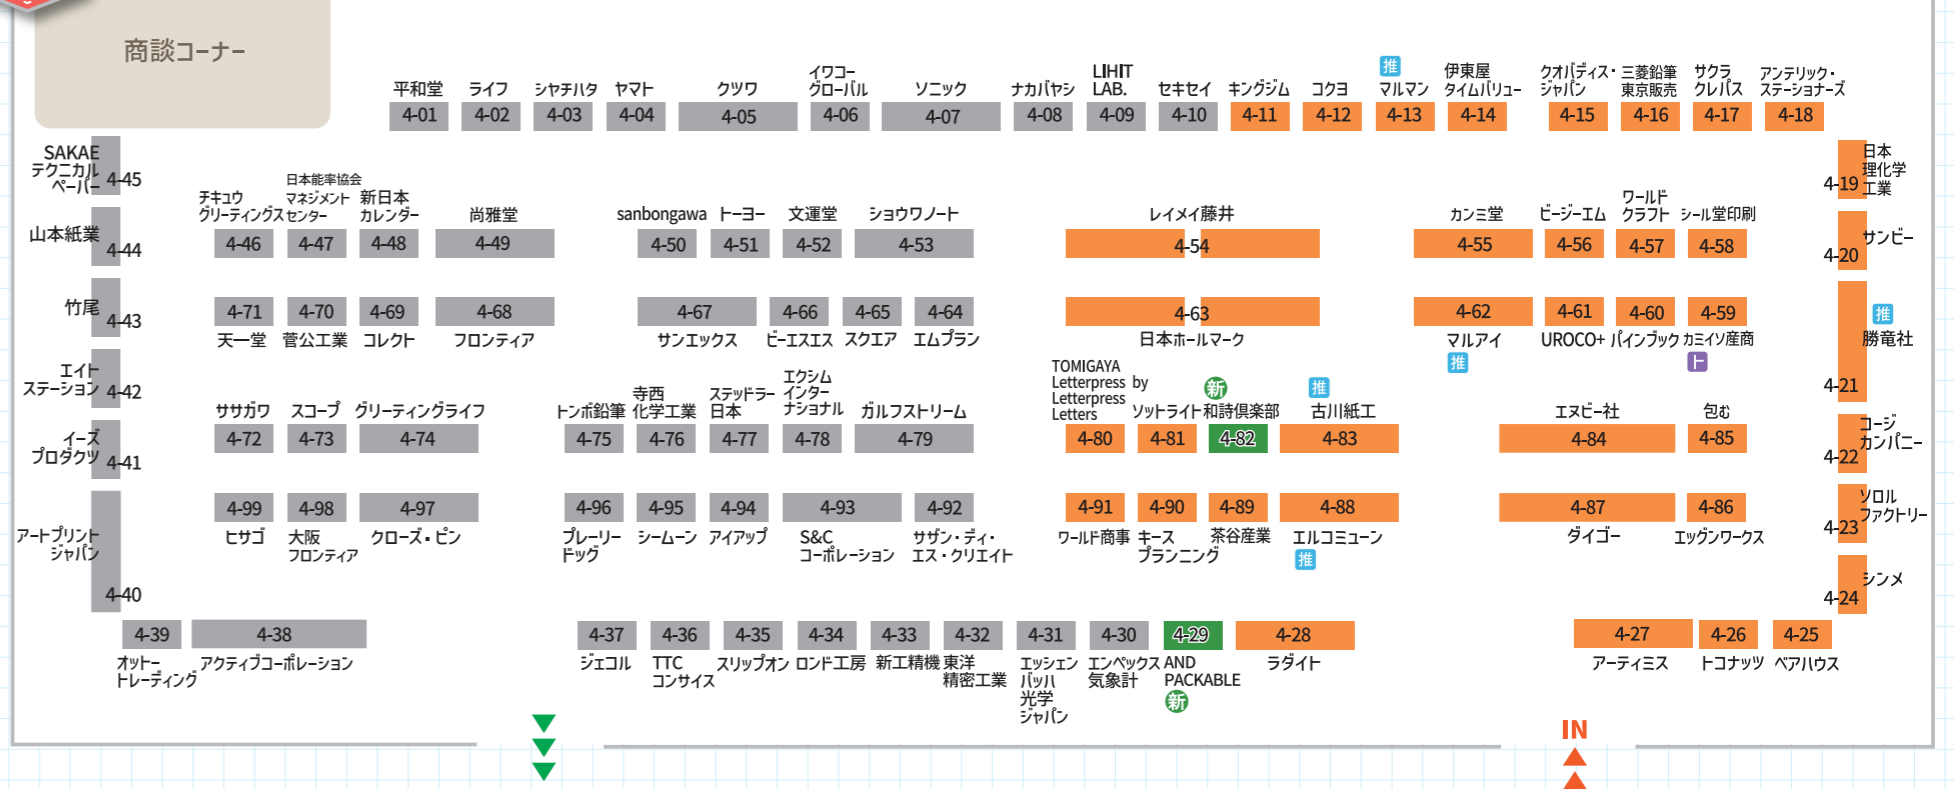 商談コーナー
平和堂
4-01
ライフ
4-02
シヤチハタ
4-03
ヤマト
4-04
クツワ
4-05
イワコー
グローバル
4-06
ソニック
4-07
ナカバヤシ
4-08
LIHIT
LAB.
4-09
セキセイ
4-10
キングジム
4-11
コクヨ
4-12
推
マルマン
4-13
伊東屋
タイムバリュー
4-14
クオバディス・
ジャパン
4-15
三菱鉛筆
東京販売
4-16
サクラ
クレパス
4-17
アンテリック・
ステーショナーズ
4-18
SAKAE
テクニカル
ペーパー
4-45
山本紙業
4-44
竹尾
4-43
エイト
ステーション
4-42
イーズ
プロダクツ
4-41
アートプリント
ジャパン
4-40
日本
理化学
工業
4-19
サンビー
4-20
推
勝竜社
4-21
コージ
カンパニー
4-22
ソロル
ファクトリー
4-23
シンメ
4-24
チキュウ
グリーティングス
4-46
日本能率協会
マネジメント
センター
4-47
新日本
カレンダー
4-48
尚雅堂
4-49
sanbongawa
4-50
トーヨー
4-51
文運堂
4-52
ショウワノート
4-53
レイメイ藤井
4-54
カンミ堂
4-55
ビージーエム
4-56
ワールド
クラフト
4-57
シール堂印刷
4-58
4-71
天一堂
4-70
菅公工業
4-69
コレクト
4-68
フロンティア
4-67
サンエックス
4-66
ビーエスエス
4-65
スクエア
4-64
エムプラン
4-63
日本ホールマーク
4-62
マルアイ
推
4-61
UROCO+
4-60
パインブック
4-59
カミイソ産商
ト
ササガワ
4-72
スコープ
4-73
グリーティングライフ
4-74
トンボ鉛筆
4-75
寺西
化学工業
4-76
ステッドラー
日本
4-77
エクシム
インター
ナショナル
4-78
ガルフストリーム
4-79
TOMIGAYA
Letterpress by
Letterpress
Letters
4-80
ソットライト
4-81
新
和詩倶楽部
4-82
推
古川紙工
4-83
エヌビー社
4-84
包む
4-85
4-99
ヒサゴ
4-98
大阪
フロンティア
4-97
クローズ・ピン
4-96
プレーリー
ドッグ
4-95
シームーン
4-94
アイアップ
4-93
S&C
コーポレーション
4-92
サザン・ディ・
エス・クリエイト
4-91
ワールド商事
4-90
キース
プランニング
4-89
茶谷産業
4-88
エルコミューン
推
4-87
ダイゴー
4-86
エッグンワークス
4-39
オットー
トレーディング
4-38
アクティブコーポレーション
4-37
ジェコル
4-36
TTC
コンサイス
4-35
スリップオン
4-34
ロンド工房
4-33
新工精機
4-32
東洋
精密工業
4-31
エッシェン
バッハ
光学
ジャパン
4-30
エンペックス
気象計
4-29
AND
PACKABLE
新
4-28
ラダイト
4-27
アーティミス
4-26
トコナッツ
4-25
ベアハウス
IN